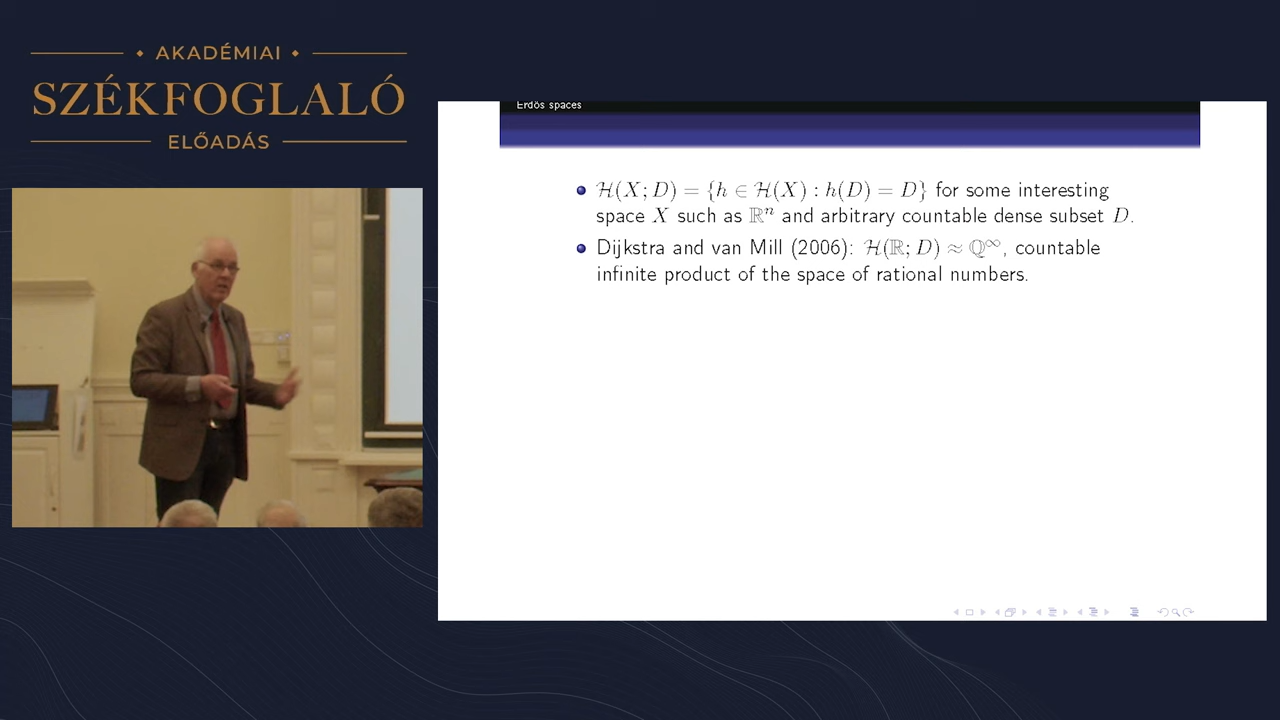 AKADÉMIAI
SZÉKFOGLALÓ
ELŐADÁS
Erdős spaces
ℋ(X; D) = {h ∈ ℋ(X) : h(D) = D} for some interesting
space X such as ℝⁿ and arbitrary countable dense subset D.
Dijkstra and van Mill (2006): ℋ(ℝ; D) ≈ ℚ^∞, countable
infinite product of the space of rational numbers.